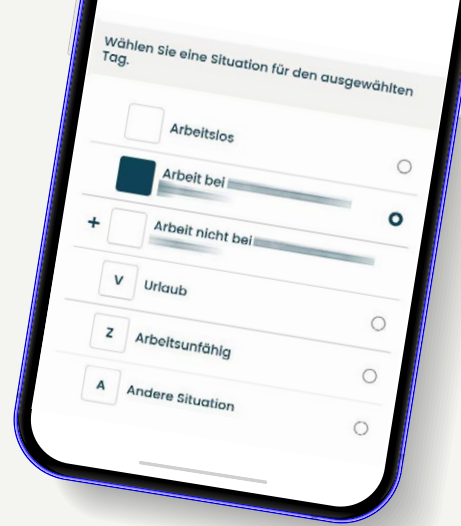 Wählen Sie eine Situation für den ausgewählten
Tag.
Arbeitslos
Arbeit bei
+ Arbeit nicht bei
V Urlaub
Z Arbeitsunfähig
A Andere Situation